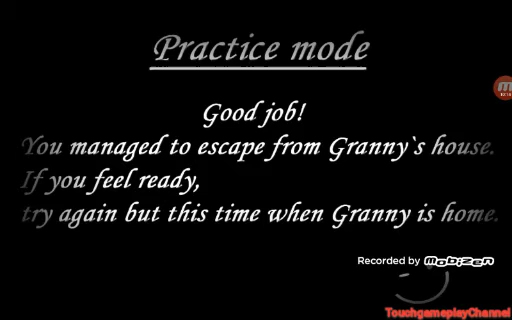 Practice mode
Good job!
You managed to escape from Granny`s house.
If you feel ready,
try again but this time when Granny is home.
Recorded by mobizen
TouchgameplayChannel